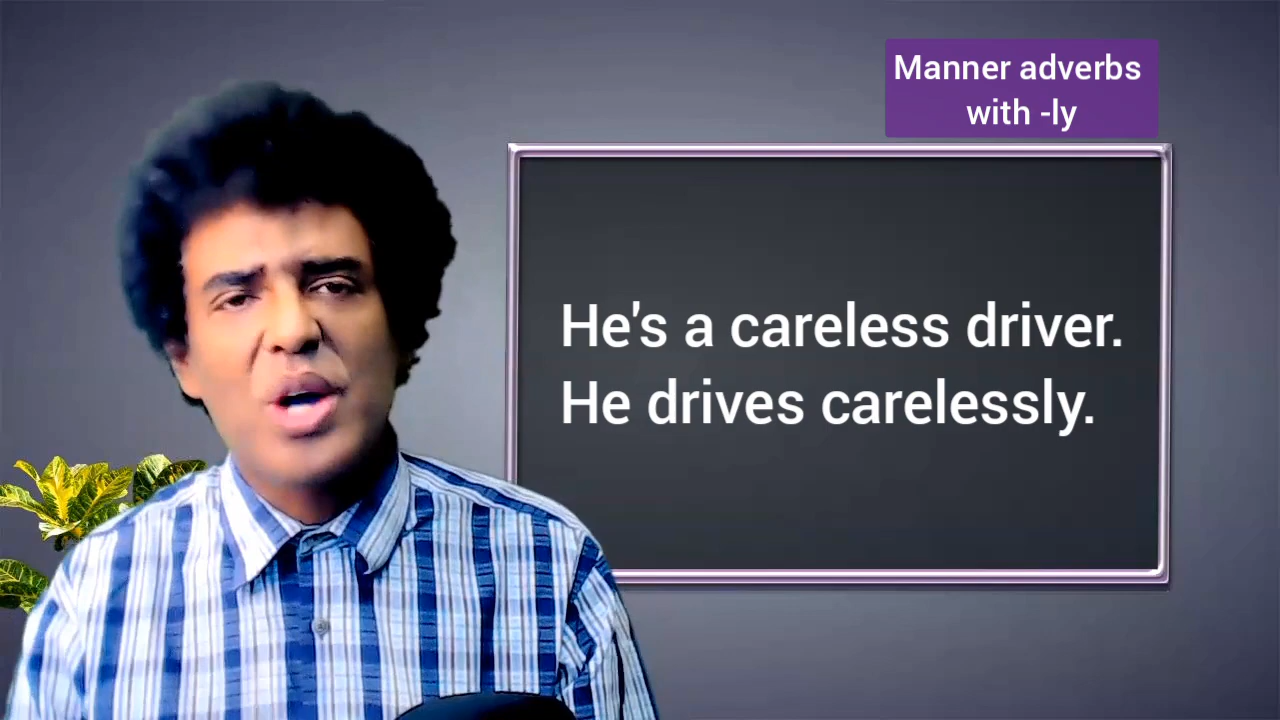 Manner adverbs
with -ly
He's a careless driver.
He drives carelessly.